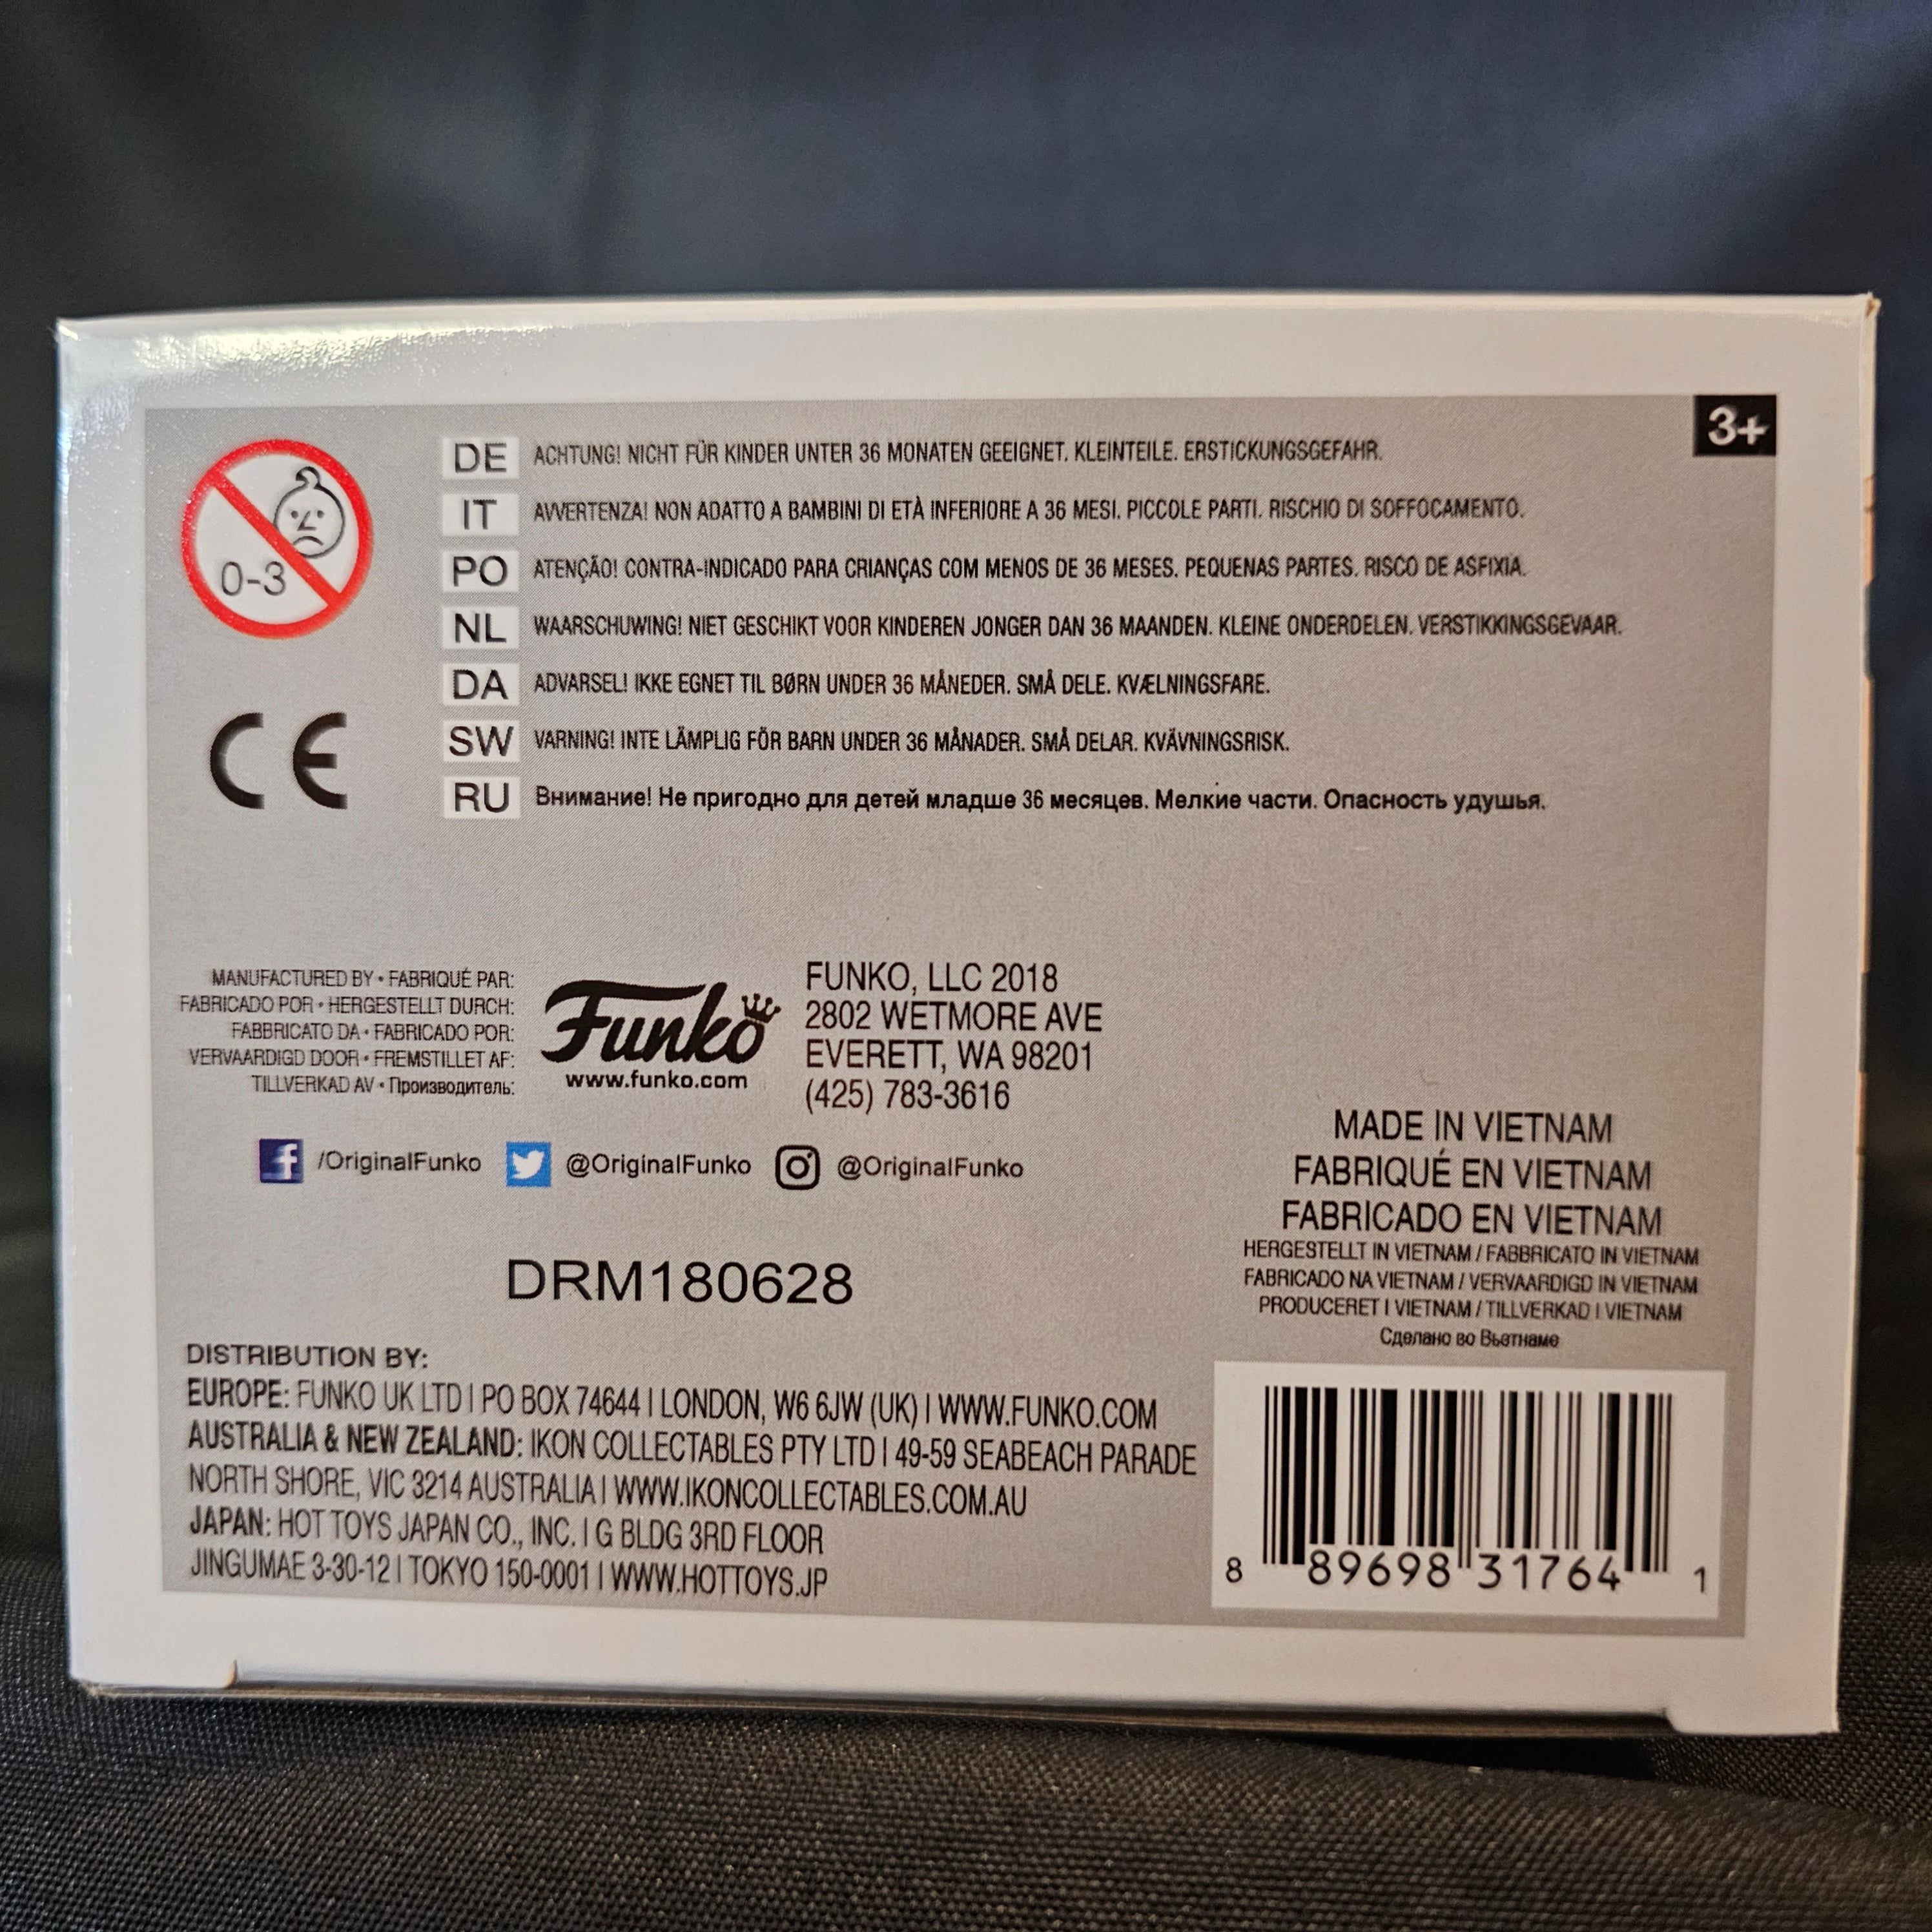 3+
0-3
DE ACHTUNG! NICHT FÜR KINDER UNTER 36 MONATEN GEEIGNET. KLEINTEILE. ERSTICKUNGSGEFAHR.
IT AVVERTENZA! NON ADATTO A BAMBINI DI ETÀ INFERIORE A 36 MESI. PICCOLE PARTI. RISCHIO DI SOFFOCAMENTO.
PO ATENÇÃO! CONTRA-INDICADO PARA CRIANÇAS COM MENOS DE 36 MESES. PEQUENAS PARTES. RISCO DE ASFIXIA.
NL WAARSCHUWING! NIET GESCHIKT VOOR KINDEREN JONGER DAN 36 MAANDEN. KLEINE ONDERDELEN. VERSTIKKINGSGEVAAR.
DA ADVARSEL! IKKE EGNET TIL BØRN UNDER 36 MÅNEDER. SMÅ DELE. KVÆLNINGSFARE.
SW VARNING! INTE LÄMPLIG FÖR BARN UNDER 36 MÅNADER. SMÅ DELAR. KVÄVNINGSRISK.
RU Внимание! Не пригодно для детей младше 36 месяцев. Мелкие части. Опасность удушья.
CE
MANUFACTURED BY • FABRIQUÉ PAR:
FABRICADO POR • HERGESTELLT DURCH:
FABBRICATO DA • FABRICADO POR:
VERVAARDIGD DOOR • FREMSTILLET AF:
TILLVERKAD AV • Производитель:
Funko
www.funko.com
FUNKO, LLC 2018
2802 WETMORE AVE
EVERETT, WA 98201
(425) 783-3616
/OriginalFunko @OriginalFunko @OriginalFunko
DRM180628
MADE IN VIETNAM
FABRIQUÉ EN VIETNAM
FABRICADO EN VIETNAM
HERGESTELLT IN VIETNAM / FABBRICATO IN VIETNAM
FABRICADO NA VIETNAM / VERVAARDIGD IN VIETNAM
PRODUCERET I VIETNAM / TILLVERKAD I VIETNAM
Сделано во Вьетнаме
DISTRIBUTION BY:
EUROPE: FUNKO UK LTD | PO BOX 74644 | LONDON, W6 6JW (UK) | WWW.FUNKO.COM
AUSTRALIA & NEW ZEALAND: IKON COLLECTABLES PTY LTD | 49-59 SEABEACH PARADE
NORTH SHORE, VIC 3214 AUSTRALIA | WWW.IKONCOLLECTABLES.COM.AU
JAPAN: HOT TOYS JAPAN CO., INC. | G BLDG 3RD FLOOR
JINGUMAE 3-30-12 | TOKYO 150-0001 | WWW.HOTTOYS.JP
8 89698 31764 1